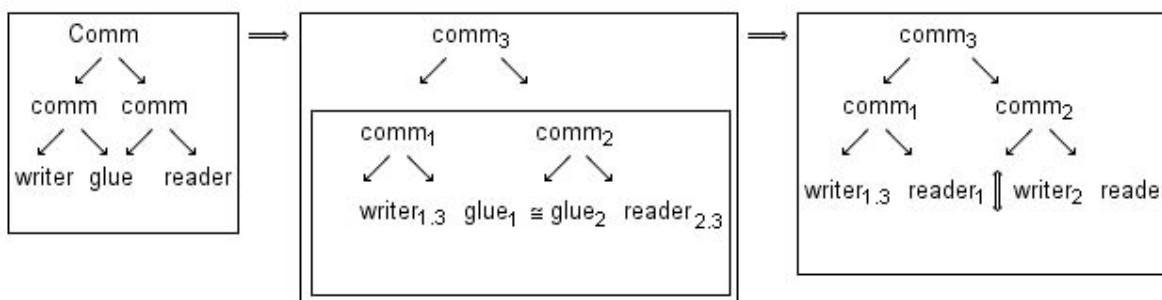 Comm
comm comm
writer glue reader
comm₃
comm₁ comm₂
writer₁.₃ glue₁ ≅ glue₂ reader₂.₃
comm₃
comm₁ comm₂
writer₁.₃ reader₁ writer₂ reade